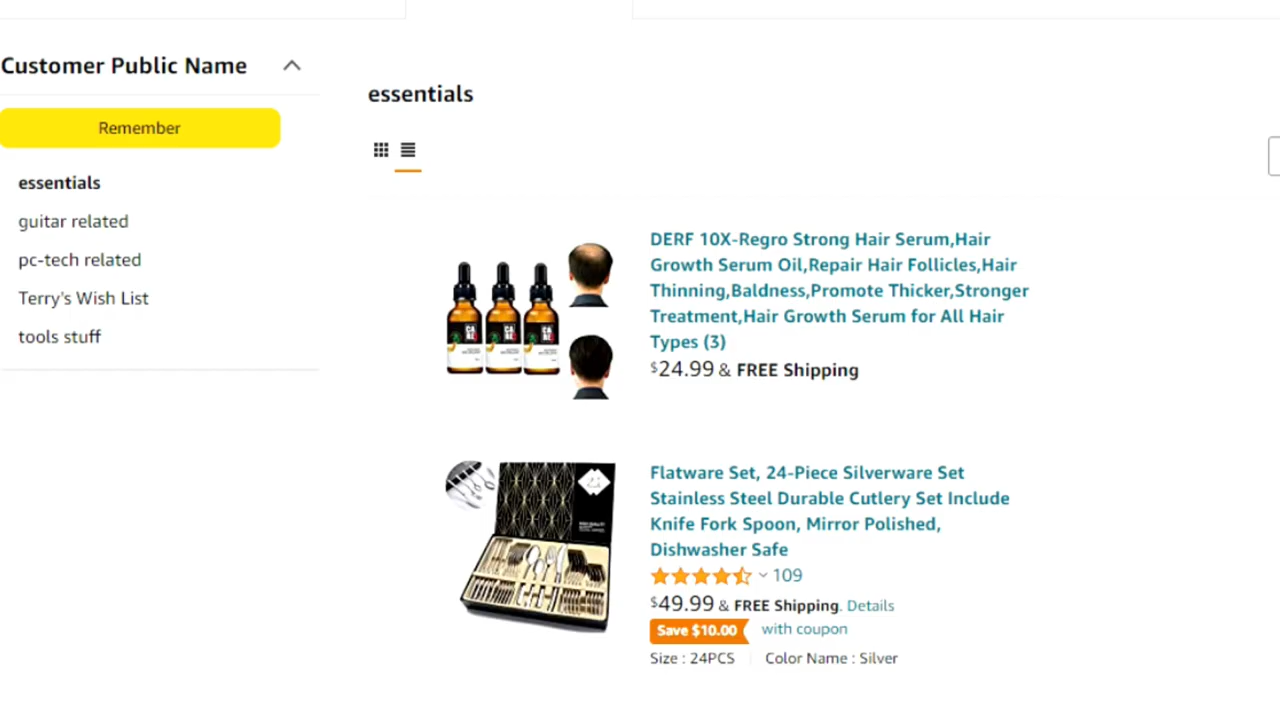 Customer Public Name
Remember
essentials
guitar related
pc-tech related
Terry's Wish List
tools stuff
essentials
DERF 10X-Regro Strong Hair Serum,Hair
Growth Serum Oil,Repair Hair Follicles,Hair
Thinning,Baldness,Promote Thicker,Stronger
Treatment,Hair Growth Serum for All Hair
Types (3)
$24.99 & FREE Shipping
Flatware Set, 24-Piece Silverware Set
Stainless Steel Durable Cutlery Set Include
Knife Fork Spoon, Mirror Polished,
Dishwasher Safe
109
$49.99 & FREE Shipping. Details
Save $10.00 with coupon
Size : 24PCS Color Name : Silver